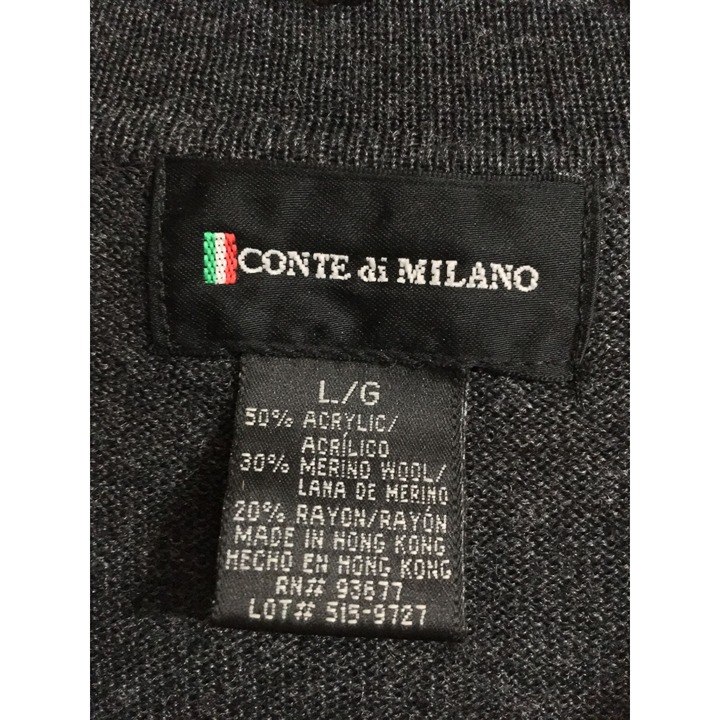 CONTE di MILANO
L/G
50% ACRYLIC/
ACRÍLICO
30% MERINO WOOL/
LANA DE MERINO
20% RAYON/RAYÓN
MADE IN HONG KONG
HECHO EN HONG KONG
RN# 93677
LOT# 515-9727